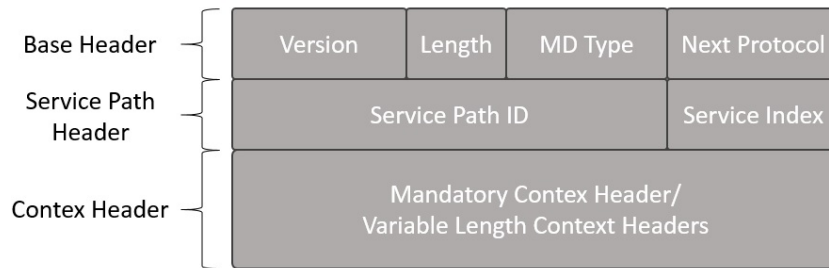 Base Header
Version
Length
MD Type
Next Protocol
Service Path
Header
Service Path ID
Service Index
Contex Header
Mandatory Contex Header/
Variable Length Context Headers